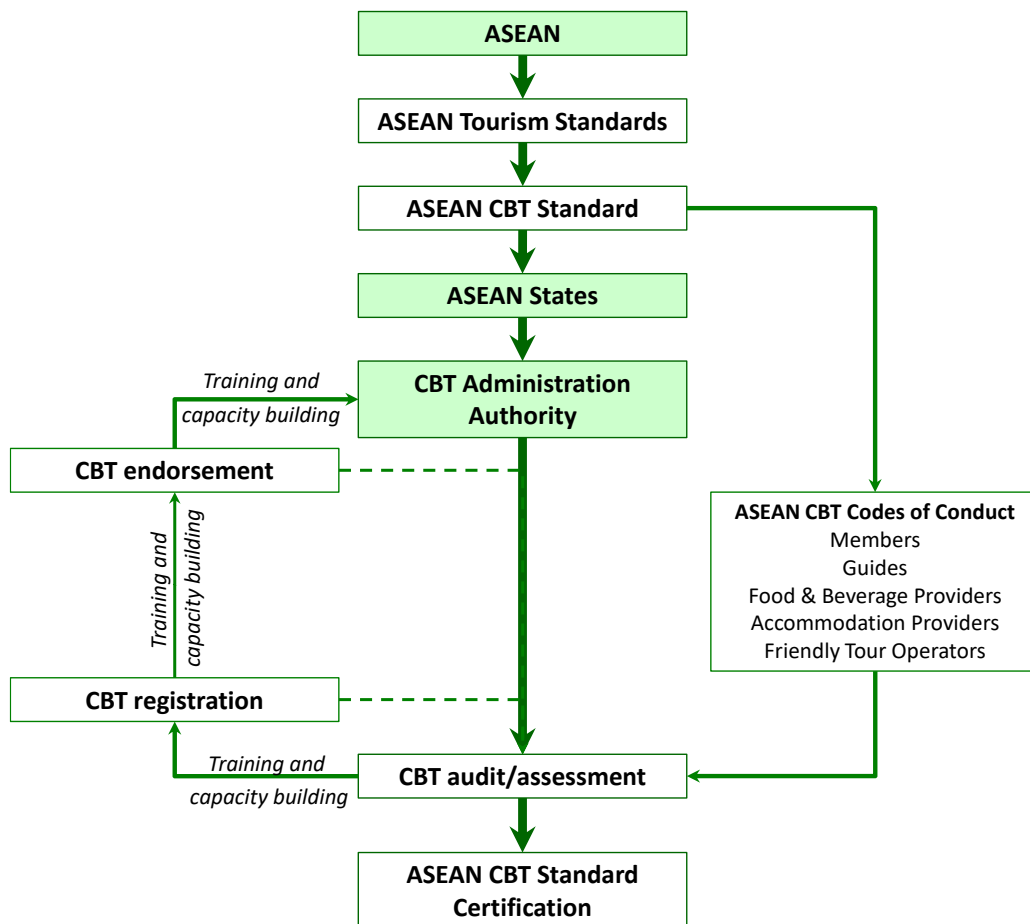 ASEAN
ASEAN Tourism Standards
ASEAN CBT Standard
ASEAN States
CBT Administration
Authority
Training and
capacity building
CBT endorsement
ASEAN CBT Codes of Conduct
Members
Guides
Food & Beverage Providers
Accommodation Providers
Friendly Tour Operators
Training and
capacity building
CBT registration
Training and
capacity building
CBT audit/assessment
ASEAN CBT Standard
Certification